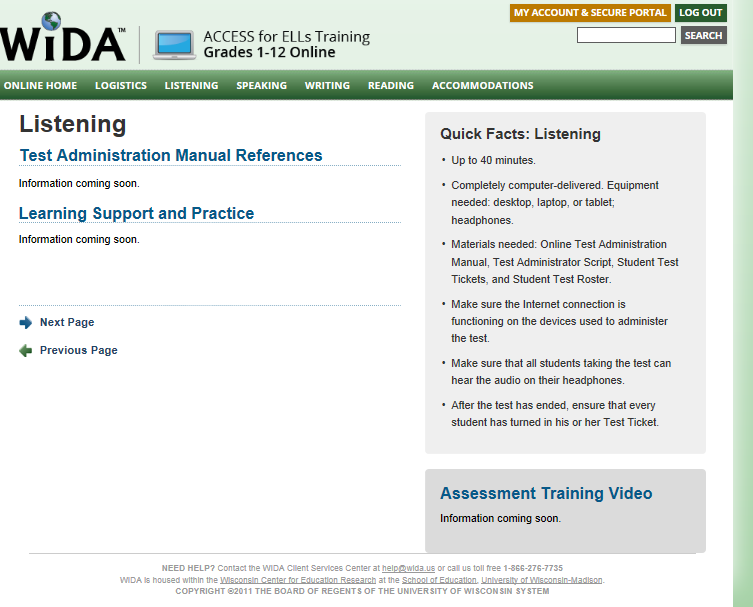 MY ACCOUNT & SECURE PORTAL
LOG OUT
WiDA™
ACCESS for ELLs Training
Grades 1-12 Online
SEARCH
ONLINE HOME LOGISTICS LISTENING SPEAKING WRITING READING ACCOMMODATIONS
Listening
Test Administration Manual References
Information coming soon.
Learning Support and Practice
Information coming soon.
Next Page
Previous Page
Quick Facts: Listening
• Up to 40 minutes.
• Completely computer-delivered. Equipment
needed: desktop, laptop, or tablet;
headphones.
• Materials needed: Online Test Administration
Manual, Test Administrator Script, Student Test
Tickets, and Student Test Roster.
• Make sure the Internet connection is
functioning on the devices used to administer
the test.
• Make sure that all students taking the test can
hear the audio on their headphones.
• After the test has ended, ensure that every
student has turned in his or her Test Ticket.
Assessment Training Video
Information coming soon.
NEED HELP? Contact the WIDA Client Services Center at help@wida.us or call us toll free 1-866-276-7735
WIDA is housed within the Wisconsin Center for Education Research at the School of Education, University of Wisconsin-Madison.
COPYRIGHT ©2011 THE BOARD OF REGENTS OF THE UNIVERSITY OF WISCONSIN SYSTEM